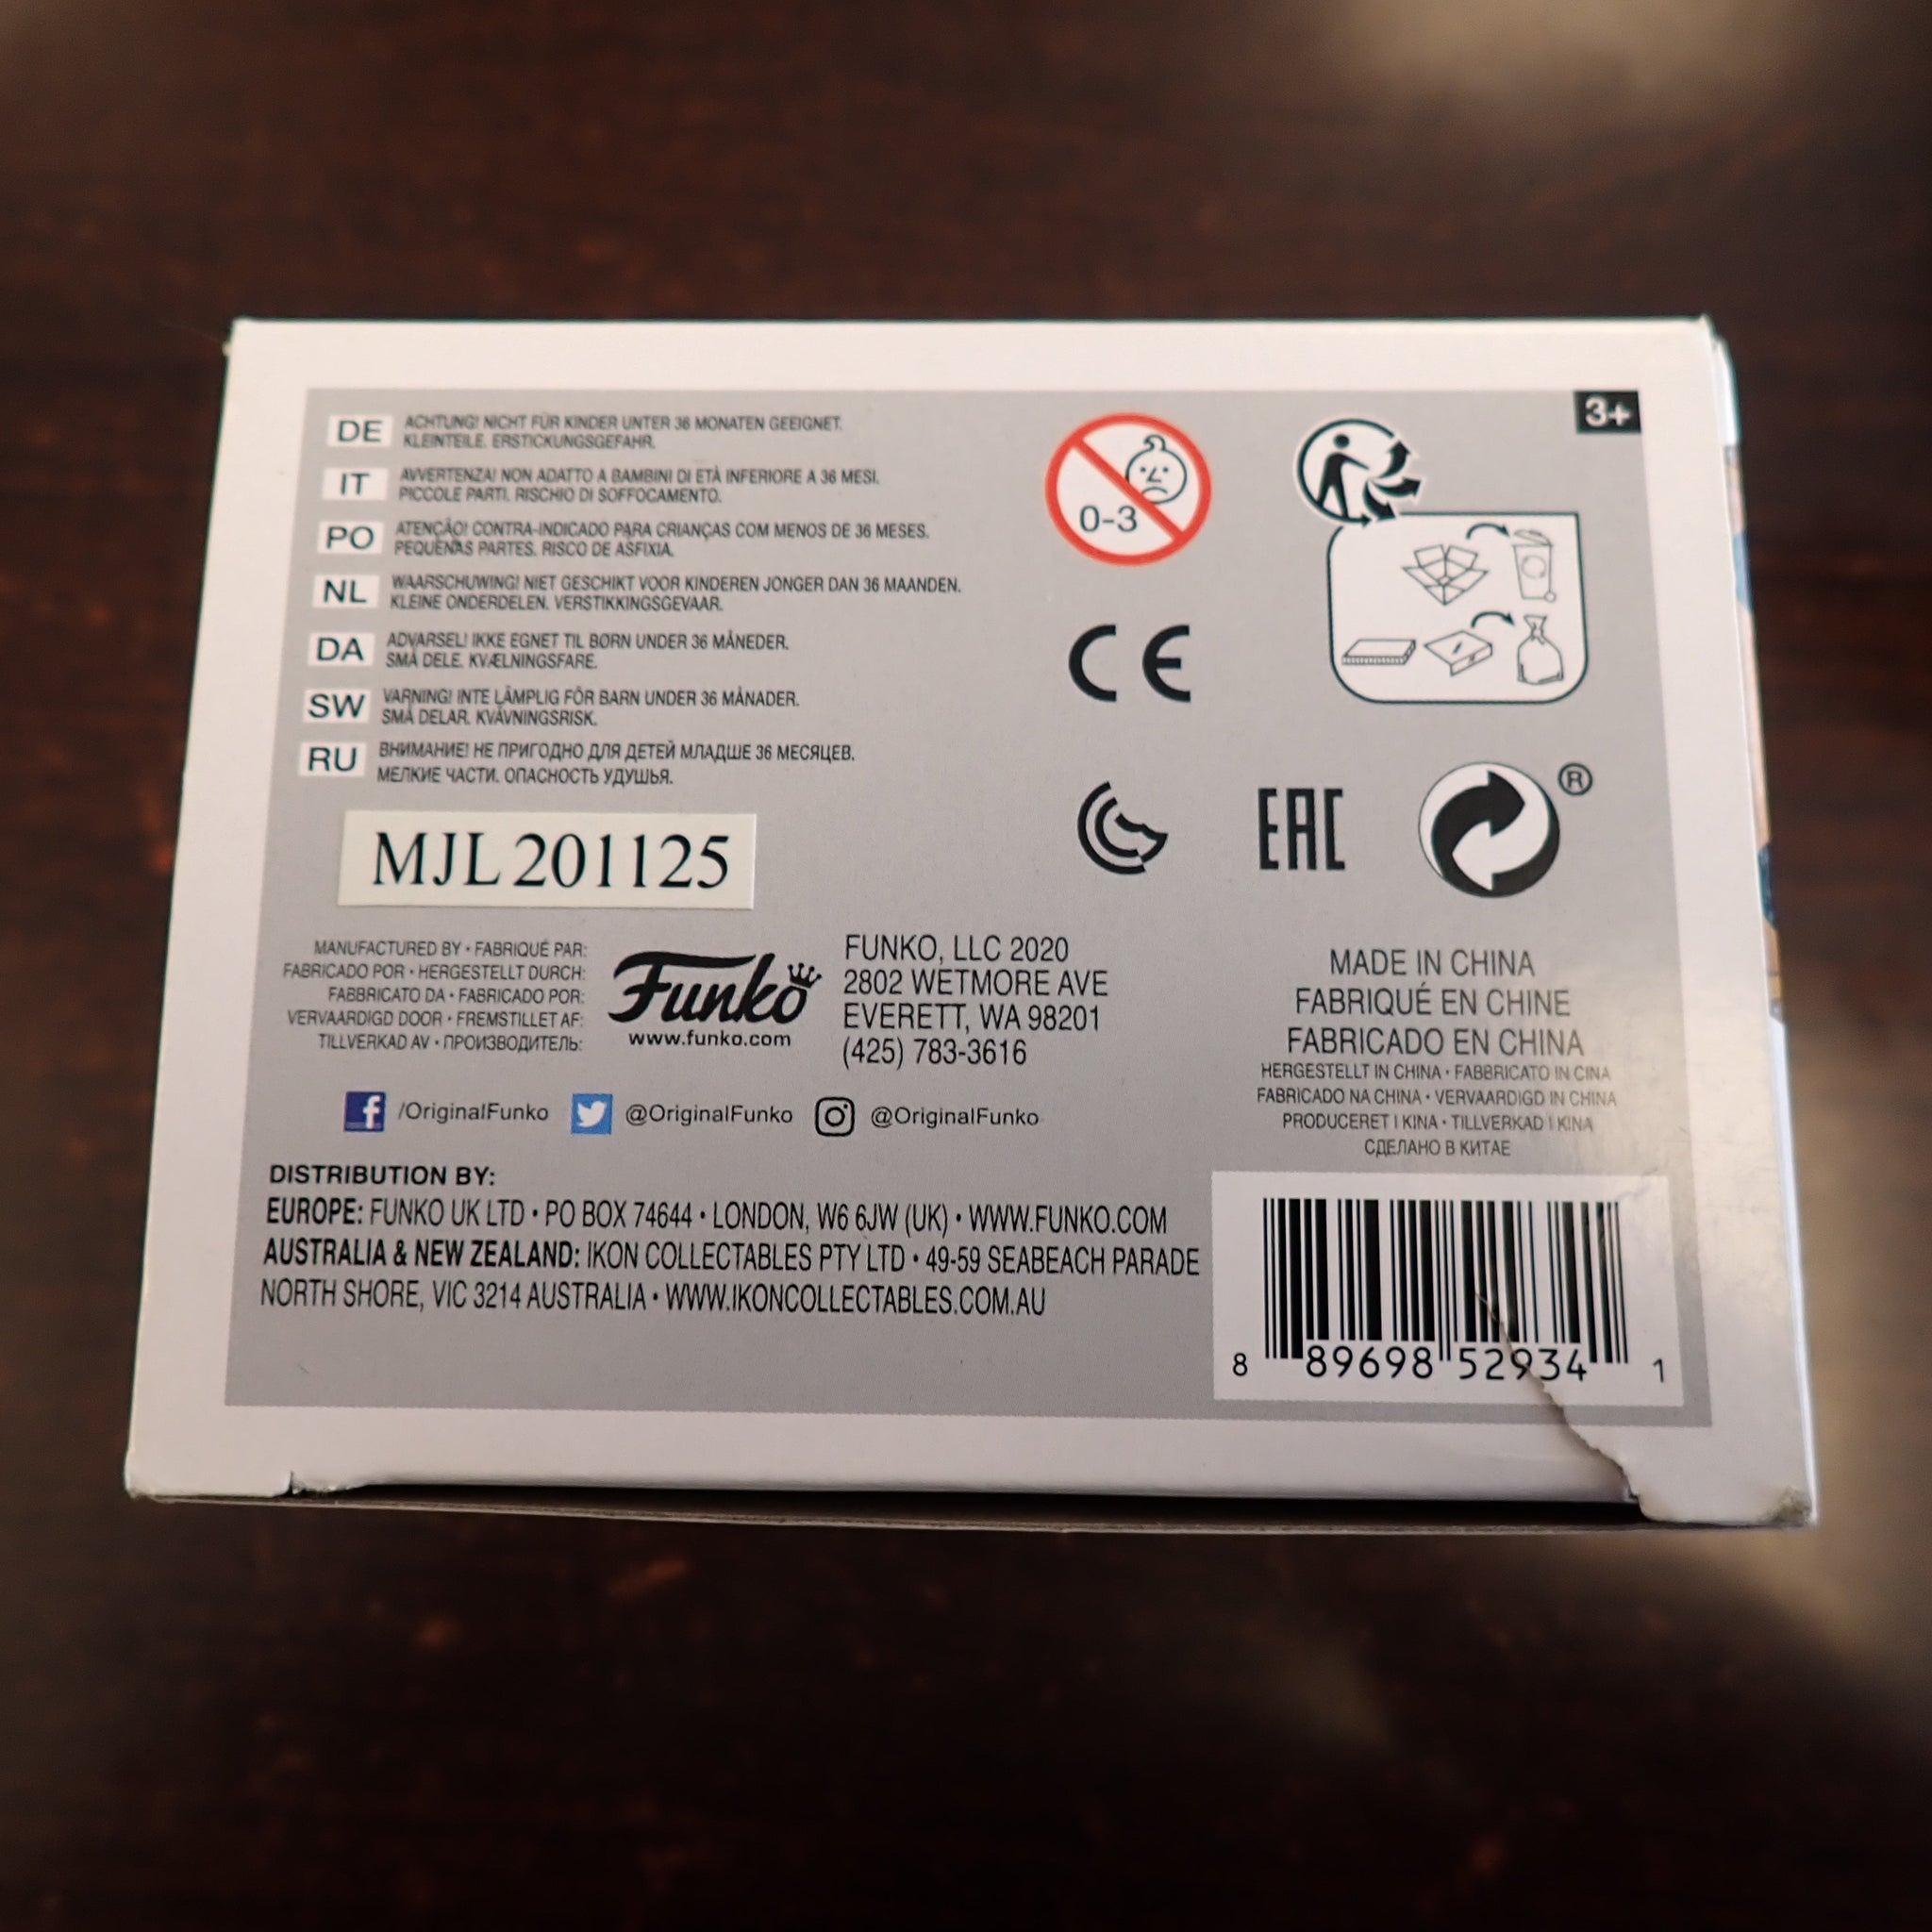 3+
DE ACHTUNG! NICHT FÜR KINDER UNTER 36 MONATEN GEEIGNET.
KLEINTEILE. ERSTICKUNGSGEFAHR.
IT AVVERTENZA! NON ADATTO A BAMBINI DI ETÀ INFERIORE A 36 MESI.
PICCOLE PARTI. RISCHIO DI SOFFOCAMENTO.
PO ATENÇÃO! CONTRA-INDICADO PARA CRIANÇAS COM MENOS DE 36 MESES.
PEQUENAS PARTES. RISCO DE ASFIXIA.
NL WAARSCHUWING! NIET GESCHIKT VOOR KINDEREN JONGER DAN 36 MAANDEN.
KLEINE ONDERDELEN. VERSTIKKINGSGEVAAR.
DA ADVARSEL! IKKE EGNET TIL BØRN UNDER 36 MÅNEDER.
SMÅ DELE. KVÆLNINGSFARE.
SW VARNING! INTE LÄMPLIG FÖR BARN UNDER 36 MÅNADER.
SMÅ DELAR. KVÄVNINGSRISK.
RU ВНИМАНИЕ! НЕ ПРИГОДНО ДЛЯ ДЕТЕЙ МЛАДШЕ 36 МЕСЯЦЕВ.
МЕЛКИЕ ЧАСТИ. ОПАСНОСТЬ УДУШЬЯ.
0-3
CE
EAC
®
MJL 201125
MANUFACTURED BY • FABRIQUÉ PAR:
FABRICADO POR • HERGESTELLT DURCH:
FABBRICATO DA • FABRICADO POR:
VERVAARDIGD DOOR • FREMSTILLET AF:
TILLVERKAD AV • ПРОИЗВОДИТЕЛЬ:
Funko
www.funko.com
FUNKO, LLC 2020
2802 WETMORE AVE
EVERETT, WA 98201
(425) 783-3616
MADE IN CHINA
FABRIQUÉ EN CHINE
FABRICADO EN CHINA
HERGESTELLT IN CHINA • FABBRICATO IN CINA
FABRICADO NA CHINA • VERVAARDIGD IN CHINA
PRODUCERET I KINA • TILLVERKAD I KINA
СДЕЛАНО В КИТАЕ
f /OriginalFunko @OriginalFunko @OriginalFunko
DISTRIBUTION BY:
EUROPE: FUNKO UK LTD • PO BOX 74644 • LONDON, W6 6JW (UK) • WWW.FUNKO.COM
AUSTRALIA & NEW ZEALAND: IKON COLLECTABLES PTY LTD • 49-59 SEABEACH PARADE
NORTH SHORE, VIC 3214 AUSTRALIA • WWW.IKONCOLLECTABLES.COM.AU
8 89698 52934 1